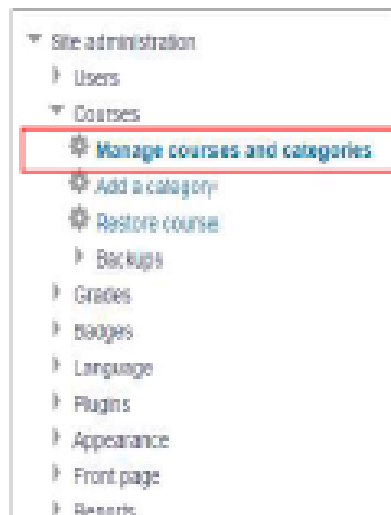 Site administration
Users
Courses
Manage courses and categories
Add a category
Restore course
Backups
Grades
Badges
Language
Plugins
Appearance
Front page
Reports